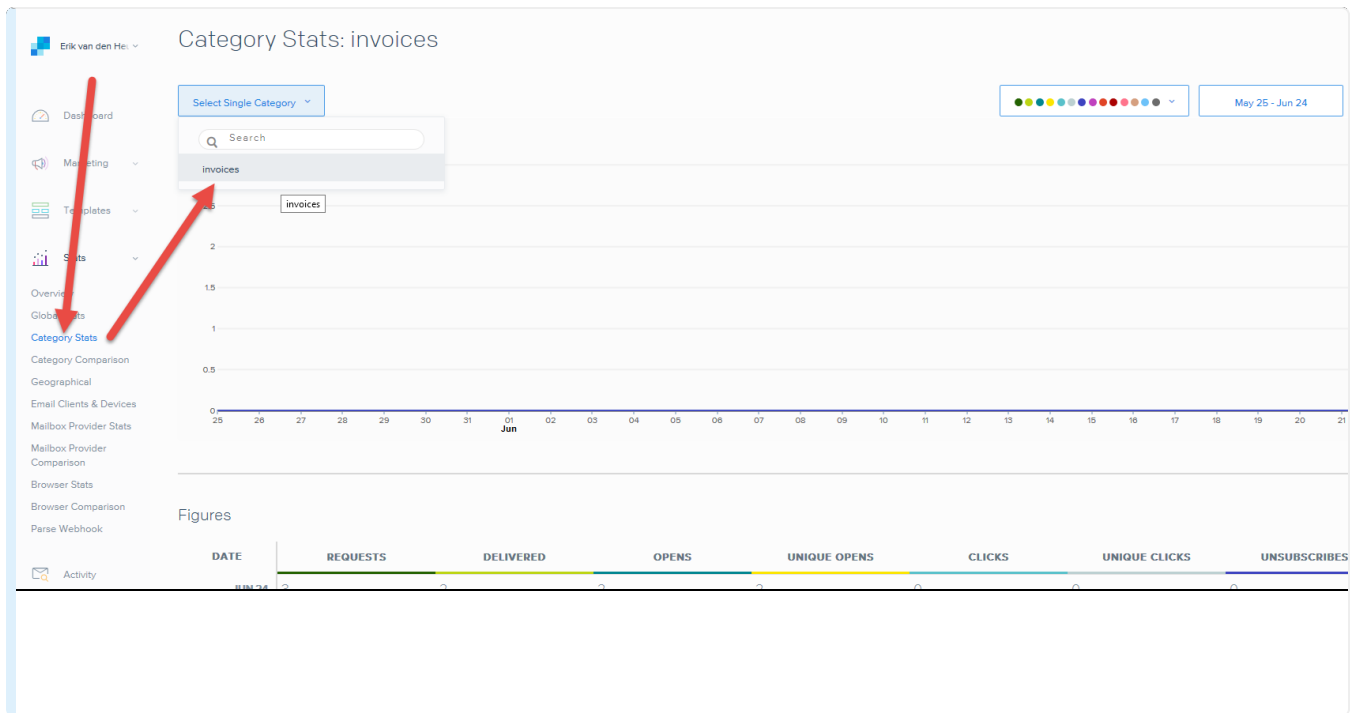 Erik van den He
Category Stats: invoices
Select Single Category
May 25 - Jun 24
Search
invoices
invoices
Dashboard
Marketing
Templates
Stats
Overview
Global Stats
Category Stats
Category Comparison
Geographical
Email Clients & Devices
Mailbox Provider Stats
Mailbox Provider
Comparison
Browser Stats
Browser Comparison
Parse Webhook
Activity
2.5
2
1.5
1
0.5
0
25 26 27 28 29 30 31 01 02 03 04 05 06 07 08 09 10 11 12 13 14 15 16 17 18 19 20 21
Jun
Figures
DATE REQUESTS DELIVERED OPENS UNIQUE OPENS CLICKS UNIQUE CLICKS UNSUBSCRIBES
JUN 24